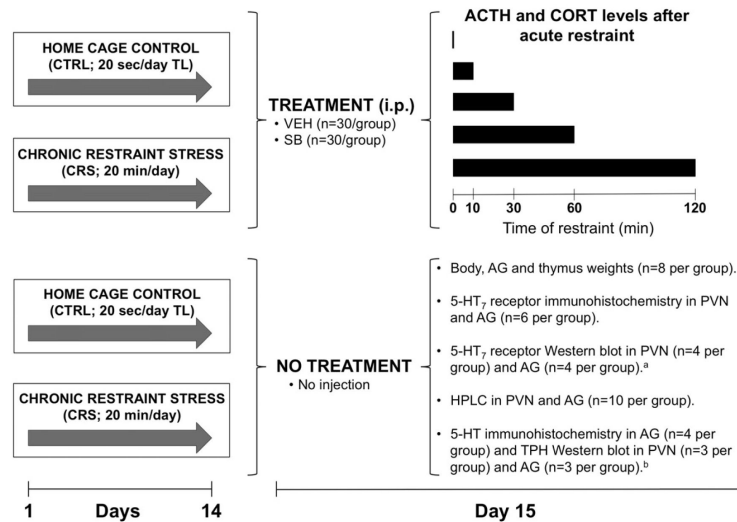 HOME CAGE CONTROL
(CTRL; 20 sec/day TL)
CHRONIC RESTRAINT STRESS
(CRS; 20 min/day)
TREATMENT (i.p.)
• VEH (n=30/group)
• SB (n=30/group)
ACTH and CORT levels after
acute restraint
0 10 30 60 120
Time of restraint (min)
HOME CAGE CONTROL
(CTRL; 20 sec/day TL)
CHRONIC RESTRAINT STRESS
(CRS; 20 min/day)
NO TREATMENT
• No injection
• Body, AG and thymus weights (n=8 per group).
• 5-HT₇ receptor immunohistochemistry in PVN
and AG (n=6 per group).
• 5-HT₇ receptor Western blot in PVN (n=4 per
group) and AG (n=4 per group).ᵃ
• HPLC in PVN and AG (n=10 per group).
• 5-HT immunohistochemistry in AG (n=4 per
group) and TPH Western blot in PVN (n=3 per
group) and AG (n=3 per group).ᵇ
1 Days 14
Day 15